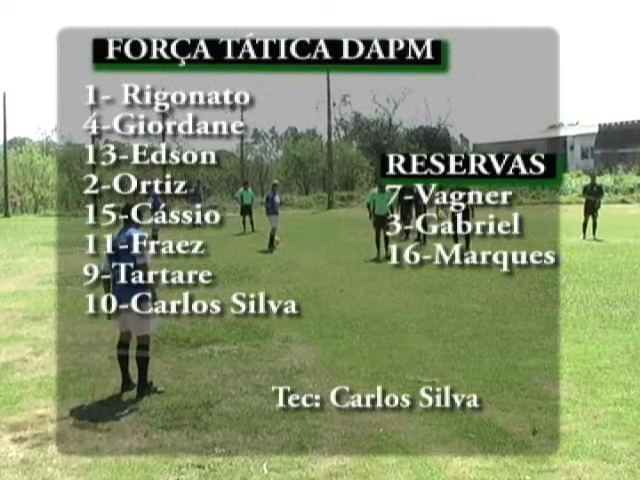 FORÇA TÁTICA DAPM
1- Rigonato
4-Giordane
13-Edson
2-Ortiz
15-Cássio
11-Fraez
9-Tartare
10-Carlos Silva
RESERVAS
7-Vagner
3-Gabriel
16-Marques
Tec: Carlos Silva